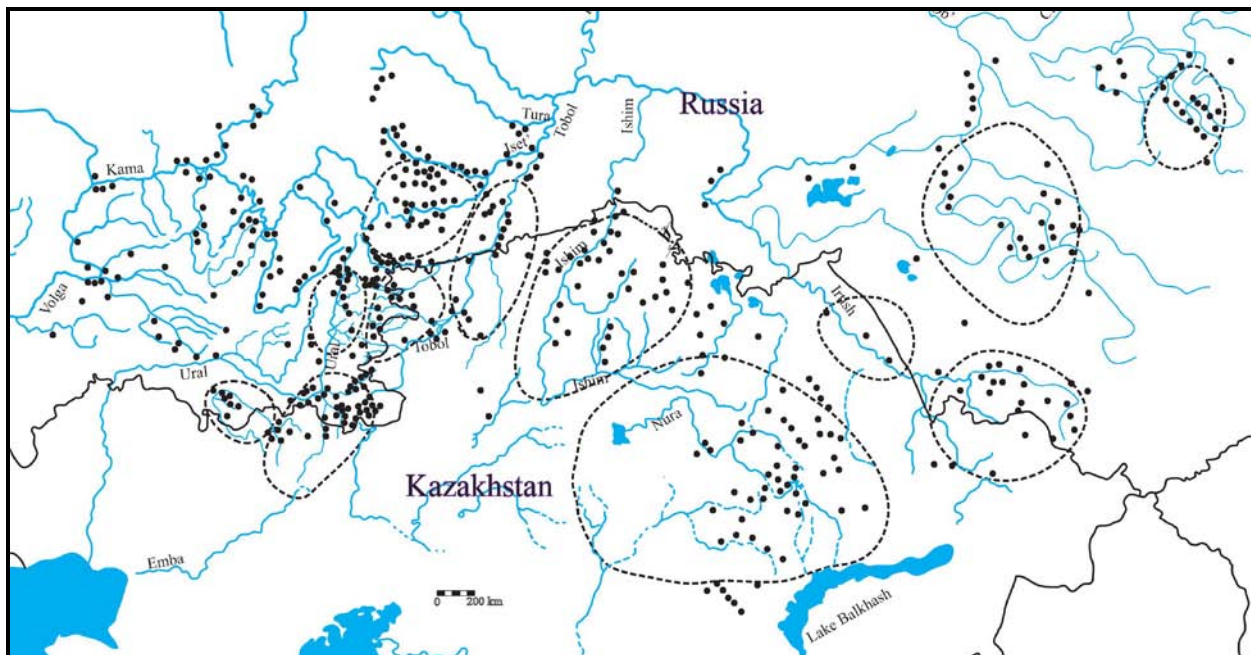 Russia
Tura
Iset'
Tobol
Ishim
Kama
Ishim
Volga
Irtish
Ural
Tobol
Ural
Ishim
Nura
Kazakhstan
Emba
0 200 km
Lake Balkhash